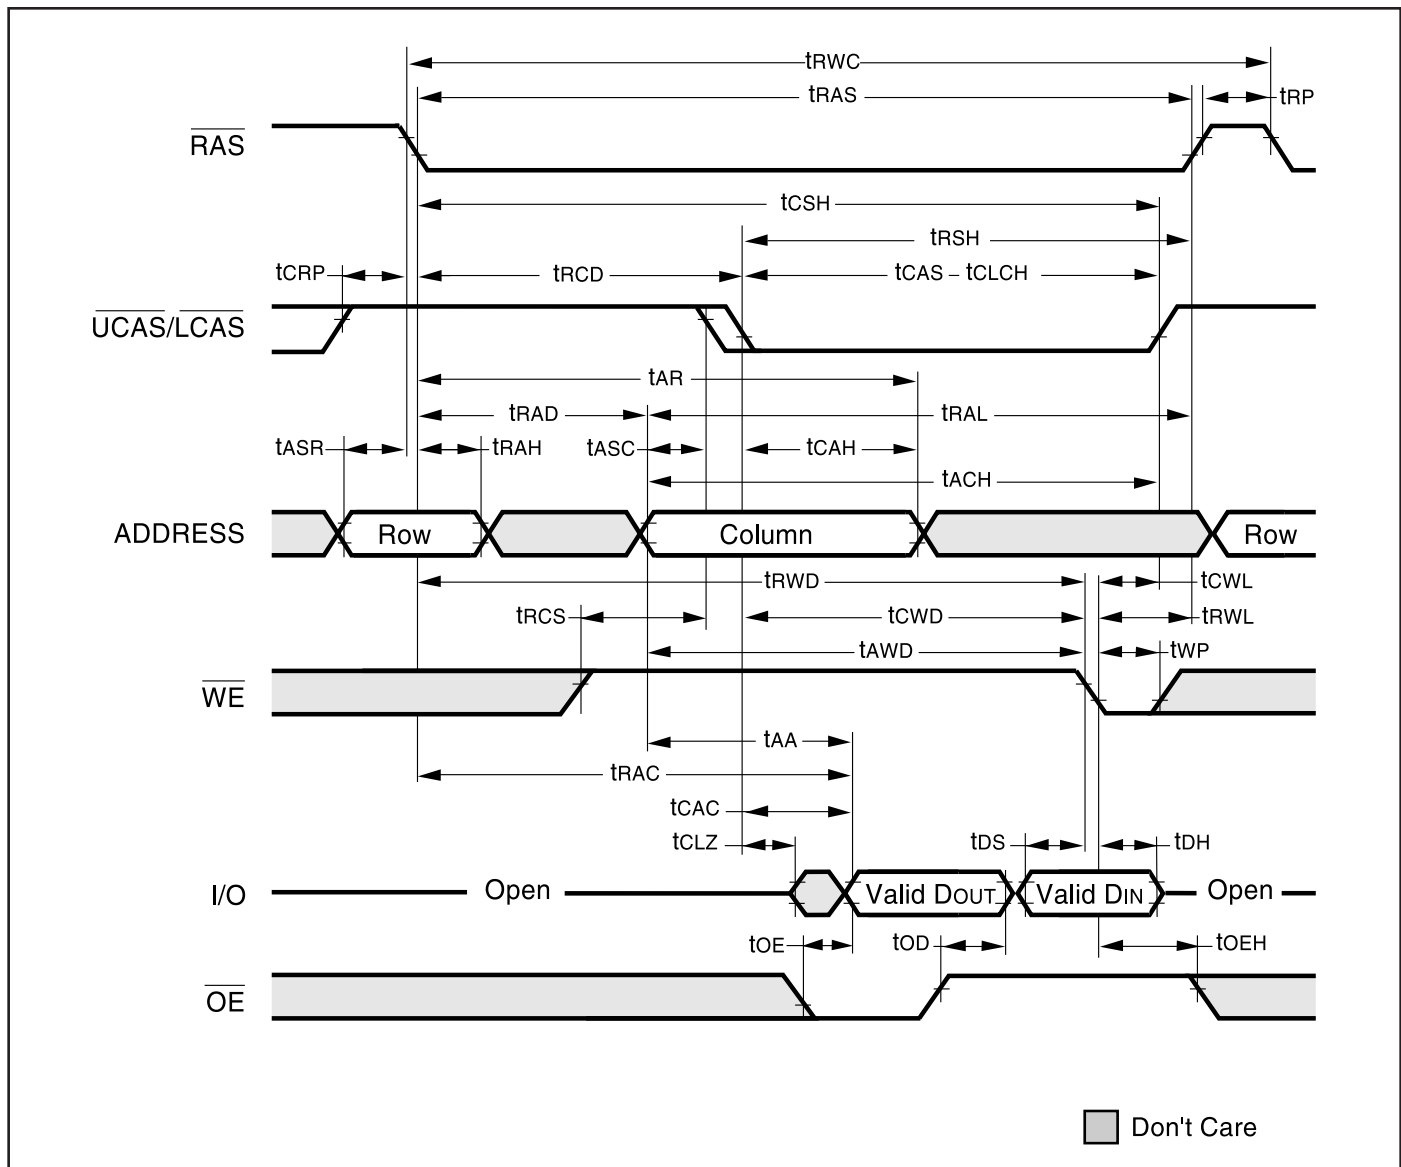 tRWC
tRAS
tRP
RAS
tCSH
tRSH
tCRP
tRCD
tCAS – tCLCH
UCAS/LCAS
tAR
tRAD
tRAL
tASR
tRAH
tASC
tCAH
tACH
ADDRESS
Row
Column
Row
tRWD
tCWL
tRCS
tCWD
tRWL
tAWD
tWP
WE
tAA
tRAC
tCAC
tCLZ
tDS
tDH
I/O
Open
Valid DOUT
Valid DIN
Open
tOE
tOD
tOEH
OE
Don't Care